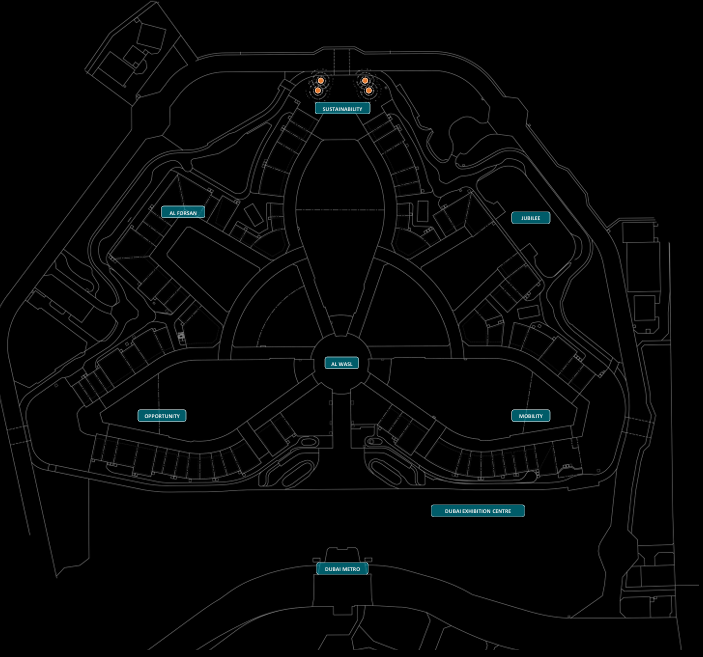 SUSTAINABILITY
AL FORSAN
JUBILEE
AL WASL
OPPORTUNITY
MOBILITY
DUBAI EXHIBITION CENTRE
DUBAI METRO